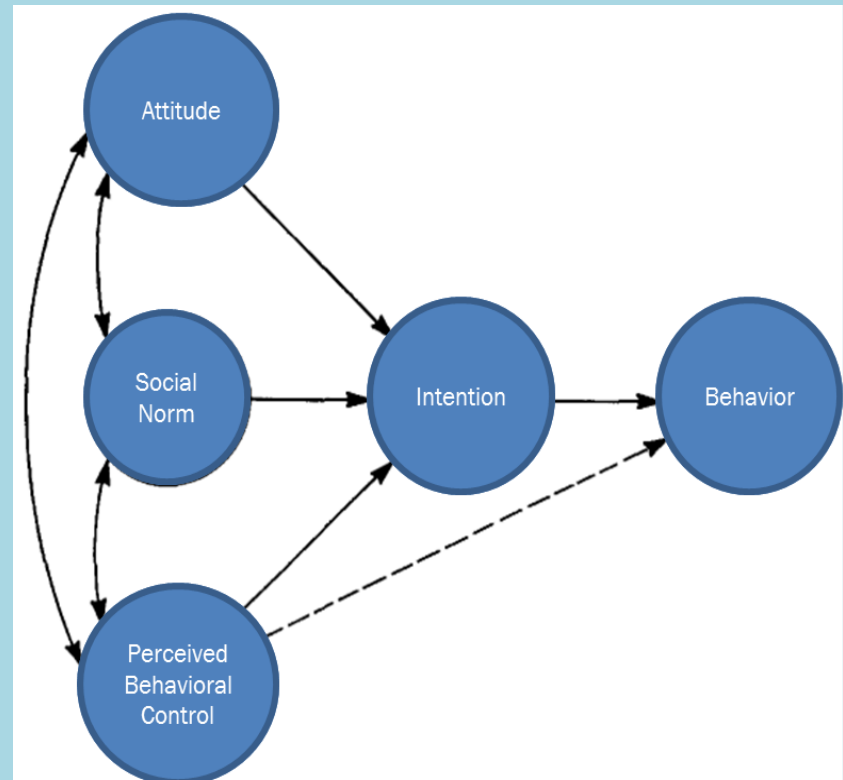 Attitude
Social
Norm
Intention
Behavior
Perceived
Behavioral
Control